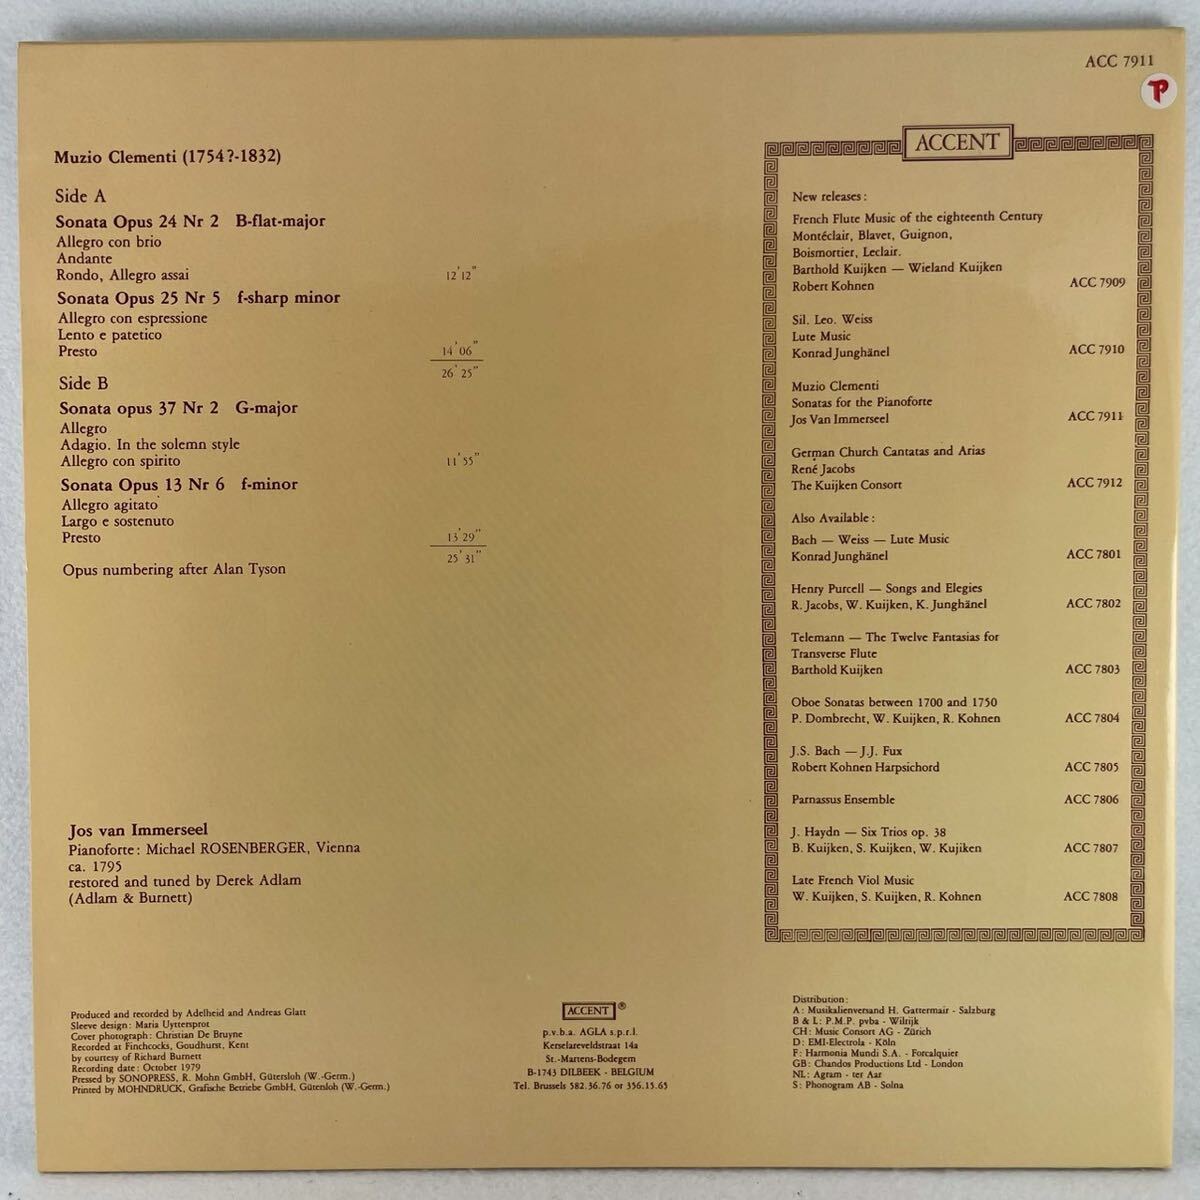 ACC 7911
Muzio Clementi (1754?-1832)
Side A
Sonata Opus 24 Nr 2 B-flat-major
Allegro con brio
Andante
Rondo, Allegro assai 12'12"
Sonata Opus 25 Nr 5 f-sharp minor
Allegro con espressione
Lento e patetico
Presto 14'06"
26'25"
Side B
Sonata opus 37 Nr 2 G-major
Allegro
Adagio. In the solemn style
Allegro con spirito 11'55"
Sonata Opus 13 Nr 6 f-minor
Allegro agitato
Largo e sostenuto
Presto 13'29"
25'31"
Opus numbering after Alan Tyson
Jos van Immerseel
Pianoforte: Michael ROSENBERGER, Vienna
ca. 1795
restored and tuned by Derek Adlam
(Adlam & Burnett)
ACCENT
New releases:
French Flute Music of the eighteenth Century
Montéclair, Blavet, Guignon,
Boismortier, Leclair.
Barthold Kuijken — Wieland Kuijken
Robert Kohnen ACC 7909
Sil. Leo. Weiss
Lute Music
Konrad Junghänel ACC 7910
Muzio Clementi
Sonatas for the Pianoforte
Jos Van Immerseel ACC 7911
German Church Cantatas and Arias
René Jacobs
The Kuijken Consort ACC 7912
Also Available:
Bach — Weiss — Lute Music
Konrad Junghänel ACC 7801
Henry Purcell — Songs and Elegies
R. Jacobs, W. Kuijken, K. Junghänel ACC 7802
Telemann — The Twelve Fantasias for
Transverse Flute
Barthold Kuijken ACC 7803
Oboe Sonatas between 1700 and 1750
P. Dombrecht, W. Kuijken, R. Kohnen ACC 7804
J.S. Bach — J.J. Fux
Robert Kohnen Harpsichord ACC 7805
Parnassus Ensemble ACC 7806
J. Haydn — Six Trios op. 38
B. Kuijken, S. Kuijken, W. Kujiken ACC 7807
Late French Viol Music
W. Kuijken, S. Kuijken, R. Kohnen ACC 7808
Produced and recorded by Adelheid and Andreas Glatt
Sleeve design: Maria Uyttersprot
Cover photograph: Christian De Bruyne
Recorded at Finchcocks, Goudhurst, Kent
by courtesy of Richard Burnett
Recording date: October 1979
Pressed by SONOPRESS, R. Mohn GmbH, Gütersloh (W.-Germ.)
Printed by MOHNDRUCK, Grafische Betriebe GmbH, Gütersloh (W.-Germ.)
ACCENT ®
p.v.b.a. AGLA s.p.r.l.
Kerselareveldstraat 14a
St.-Martens-Bodegem
B-1743 DILBEEK - BELGIUM
Tel. Brussels 582.36.76 or 356.15.65
Distribution:
A: Musikalienversand H. Gattermair - Salzburg
B & L: P.M.P. pvba - Wilrijk
CH: Music Consort AG - Zürich
D: EMI-Electrola - Köln
F: Harmonia Mundi S.A. - Forcalquier
GB: Chandos Productions Ltd - London
NL: Agram - ter Aar
S: Phonogram AB - Solna